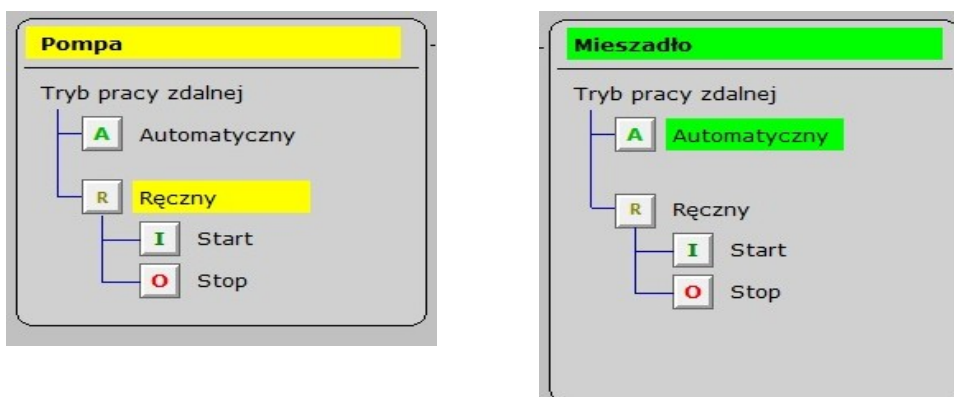 Pompa
Tryb pracy zdalnej
A Automatyczny
R Ręczny
I Start
O Stop
Mieszadło
Tryb pracy zdalnej
A Automatyczny
R Ręczny
I Start
O Stop